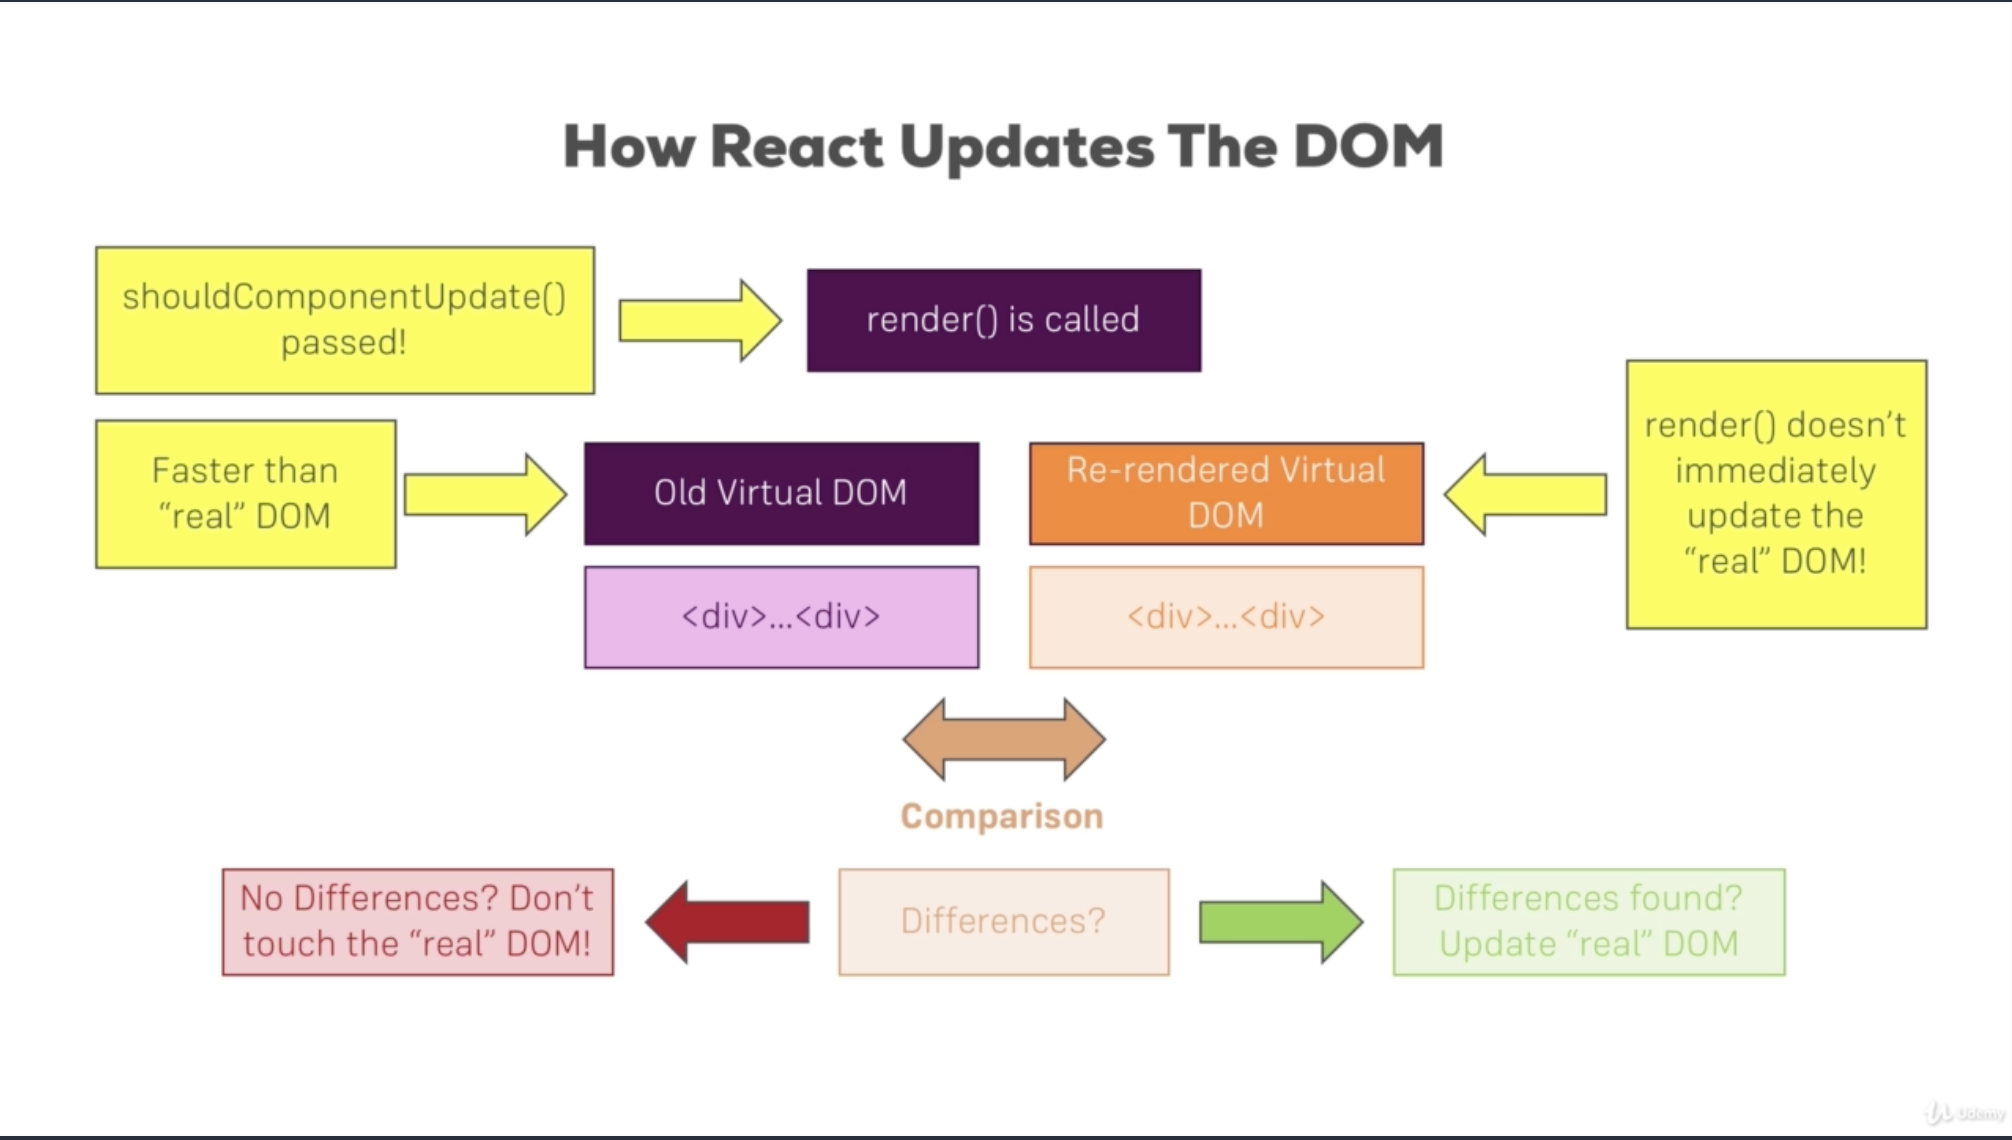 How React Updates The DOM
shouldComponentUpdate()
passed!
render() is called
Faster than
“real” DOM
Old Virtual DOM
Re-rendered Virtual
DOM
render() doesn’t
immediately
update the
“real” DOM!
<div>...<div>
<div>...<div>
Comparison
No Differences? Don’t
touch the “real” DOM!
Differences?
Differences found?
Update “real” DOM
Udemy